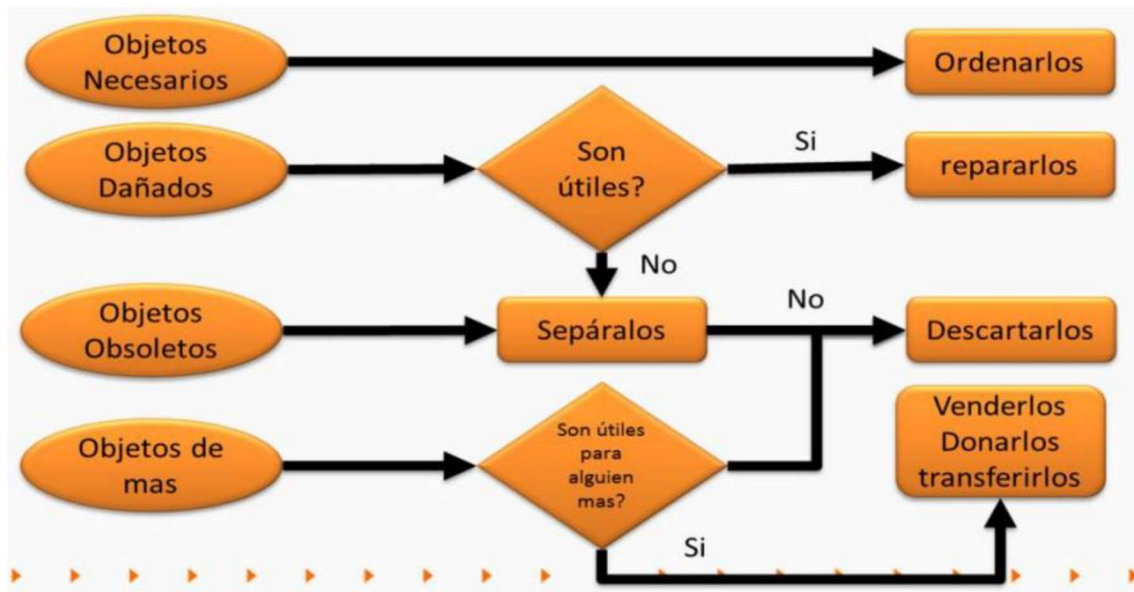 Objetos
Necesarios
Ordenarlos
Objetos
Dañados
Son
útiles?
Si
repararlos
No
Objetos
Obsoletos
Sepáralos
No
Descartarlos
Objetos de
mas
Son útiles
para
alguien
mas?
Venderlos
Donarlos
transferirlos
Si